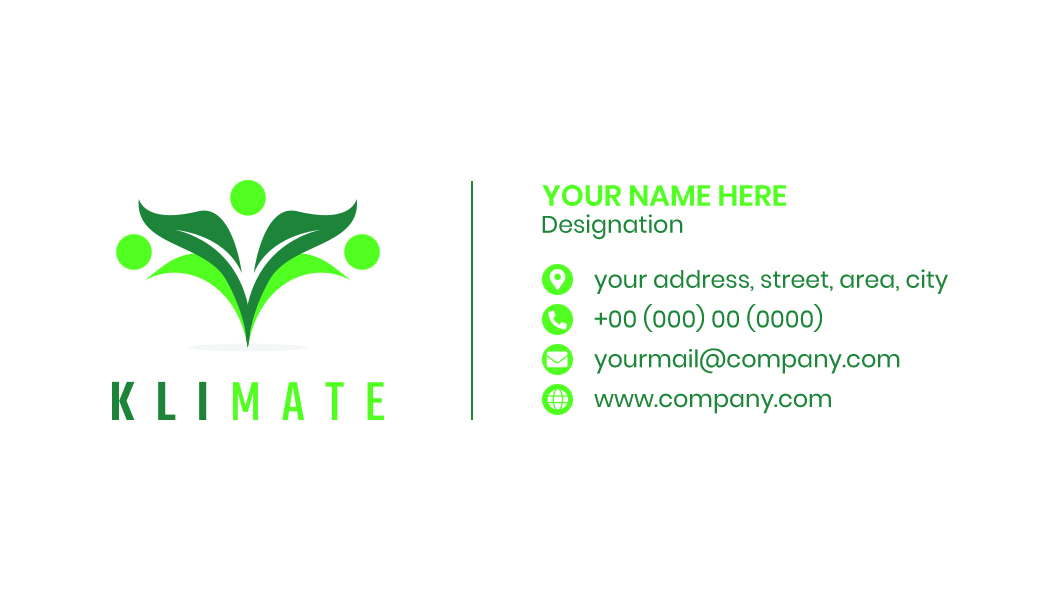 KLIMATE
YOUR NAME HERE
Designation
your address, street, area, city
+00 (000) 00 (0000)
yourmail@company.com
www.company.com